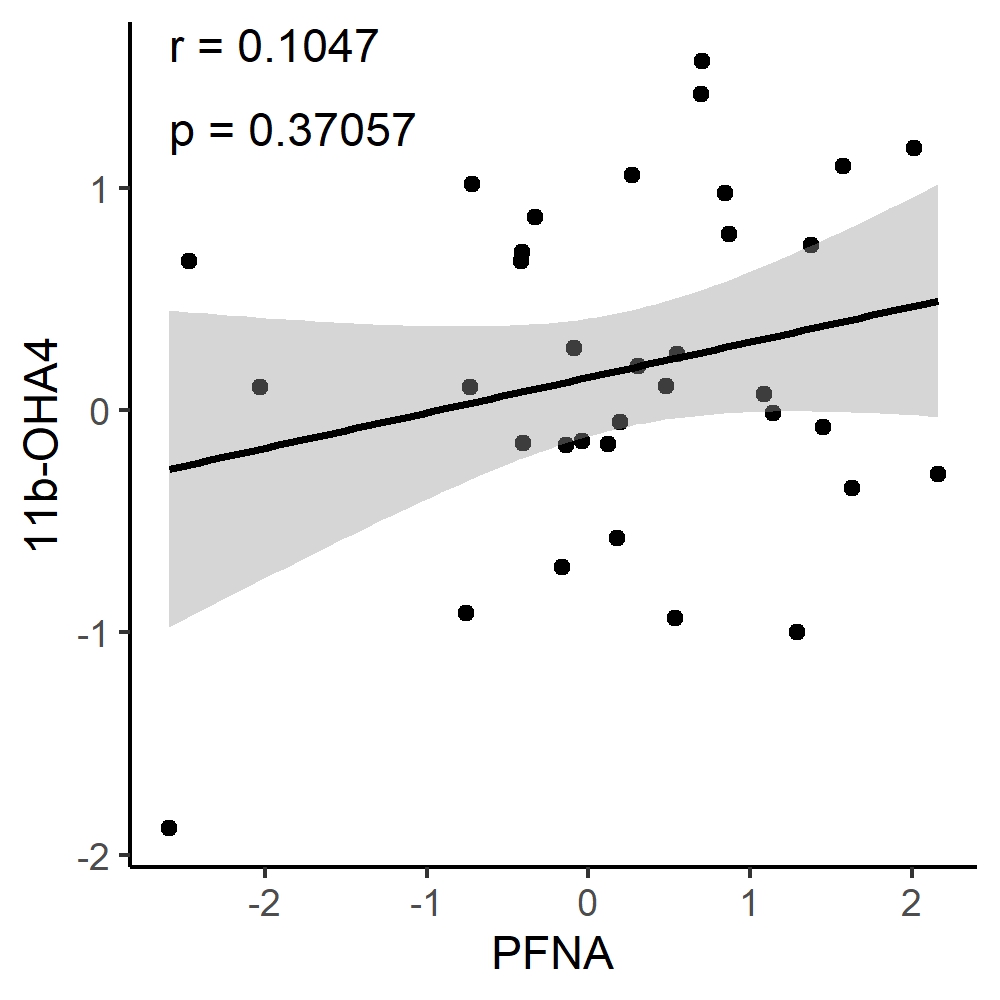 r = 0.1047
p = 0.37057
1
0
-1
-2
11b-OHA4
-2 -1 0 1 2
PFNA